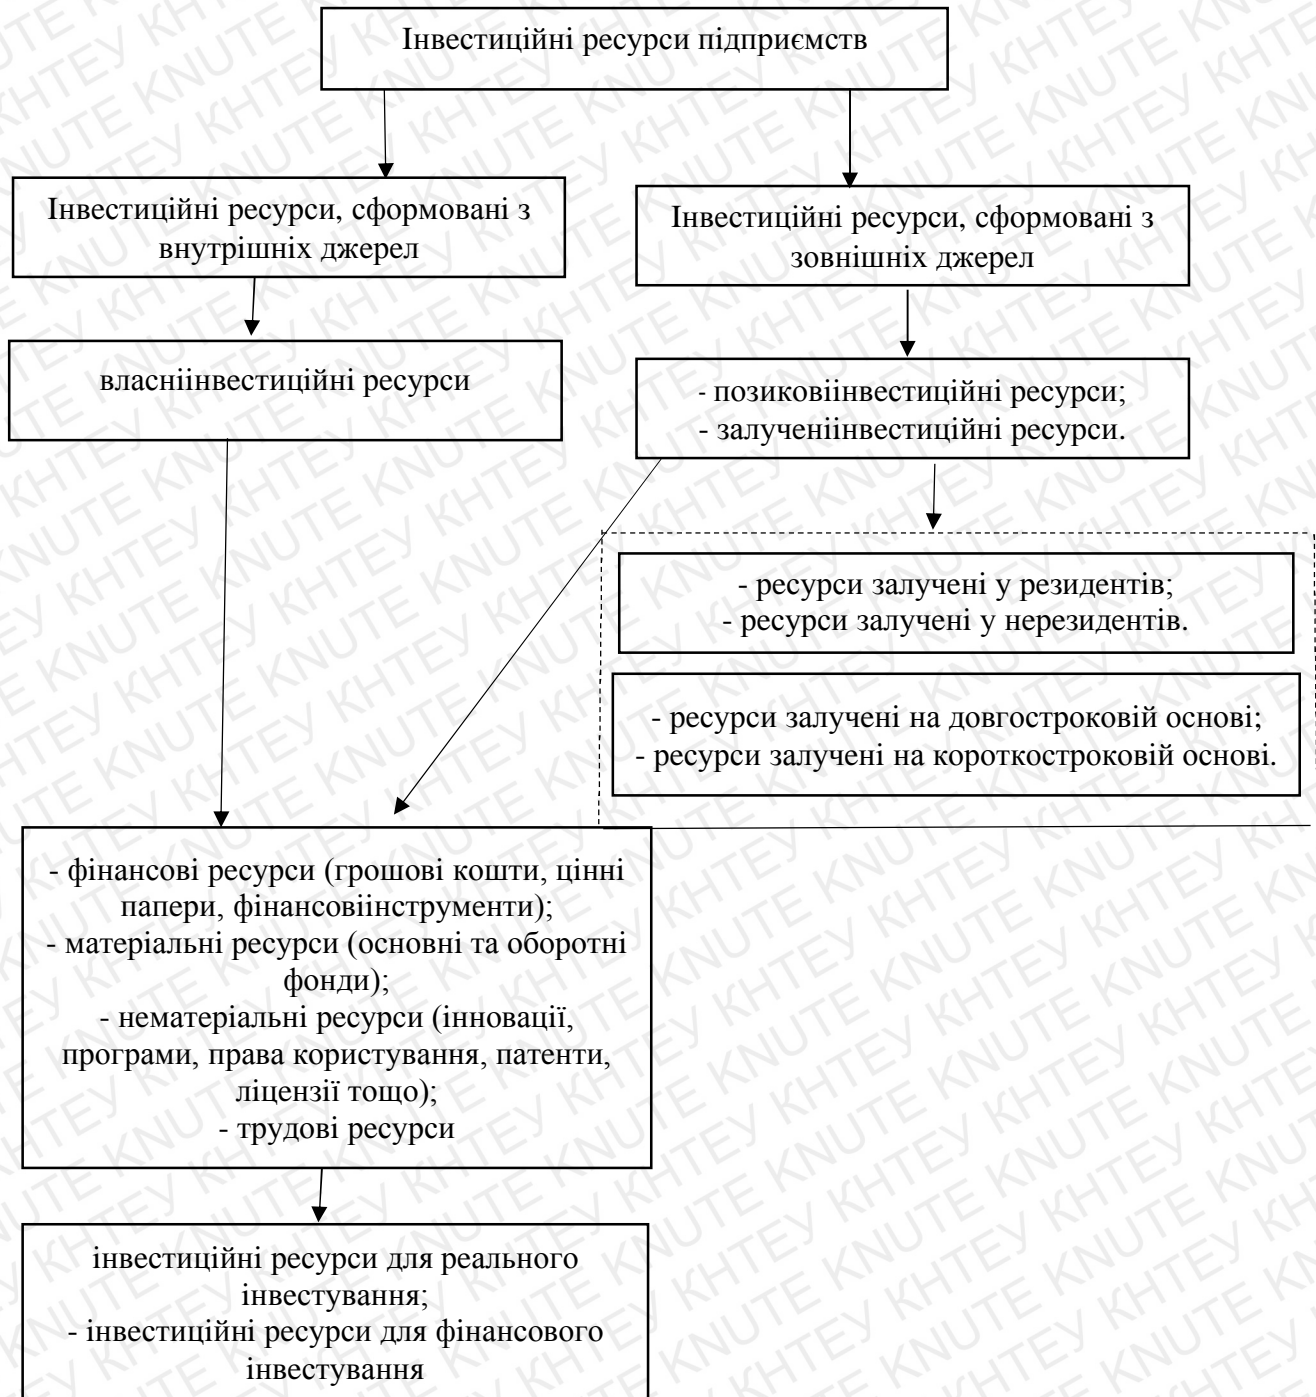 Інвестиційні ресурси підприємств
Інвестиційні ресурси, сформовані з
внутрішніх джерел
Інвестиційні ресурси, сформовані з
зовнішніх джерел
власніінвестиційні ресурси
- позиковіінвестиційні ресурси;
- залученіінвестиційні ресурси.
- ресурси залучені у резидентів;
- ресурси залучені у нерезидентів.
- ресурси залучені на довгостроковій основі;
- ресурси залучені на короткостроковій основі.
- фінансові ресурси (грошові кошти, цінні
папери, фінансовіінструменти);
- матеріальні ресурси (основні та оборотні
фонди);
- нематеріальні ресурси (інновації,
програми, права користування, патенти,
ліцензії тощо);
- трудові ресурси
інвестиційні ресурси для реального
інвестування;
- інвестиційні ресурси для фінансового
інвестування